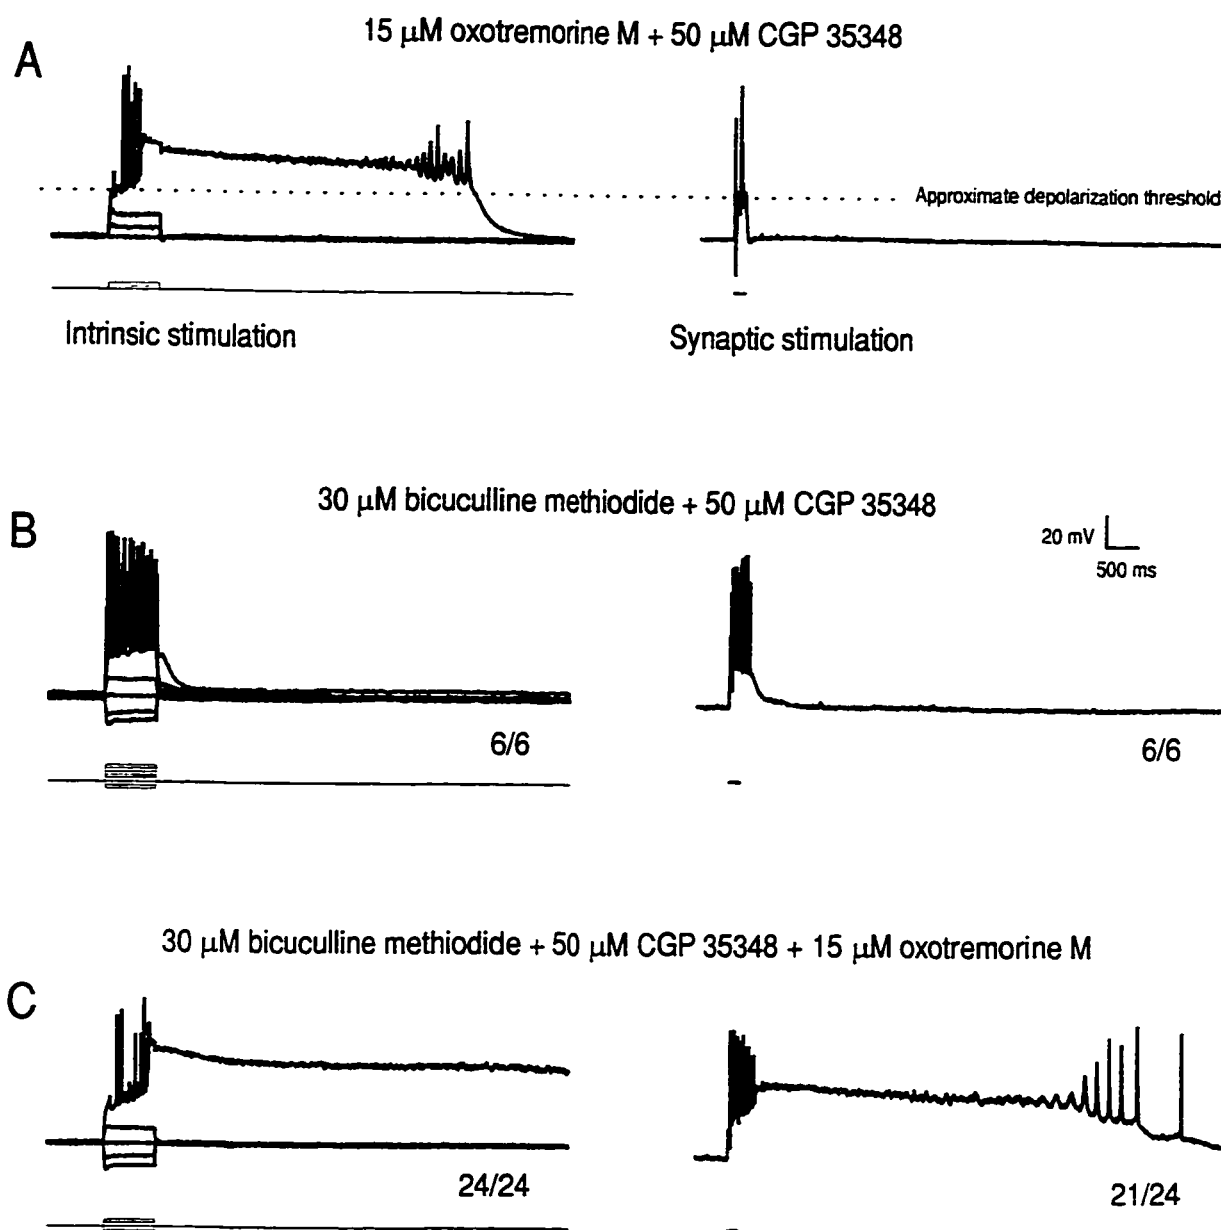 15 μM oxotremorine M + 50 μM CGP 35348
A
Approximate depolarization threshold
Intrinsic stimulation
Synaptic stimulation
30 μM bicuculline methiodide + 50 μM CGP 35348
B
20 mV
500 ms
6/6
6/6
30 μM bicuculline methiodide + 50 μM CGP 35348 + 15 μM oxotremorine M
C
24/24
21/24